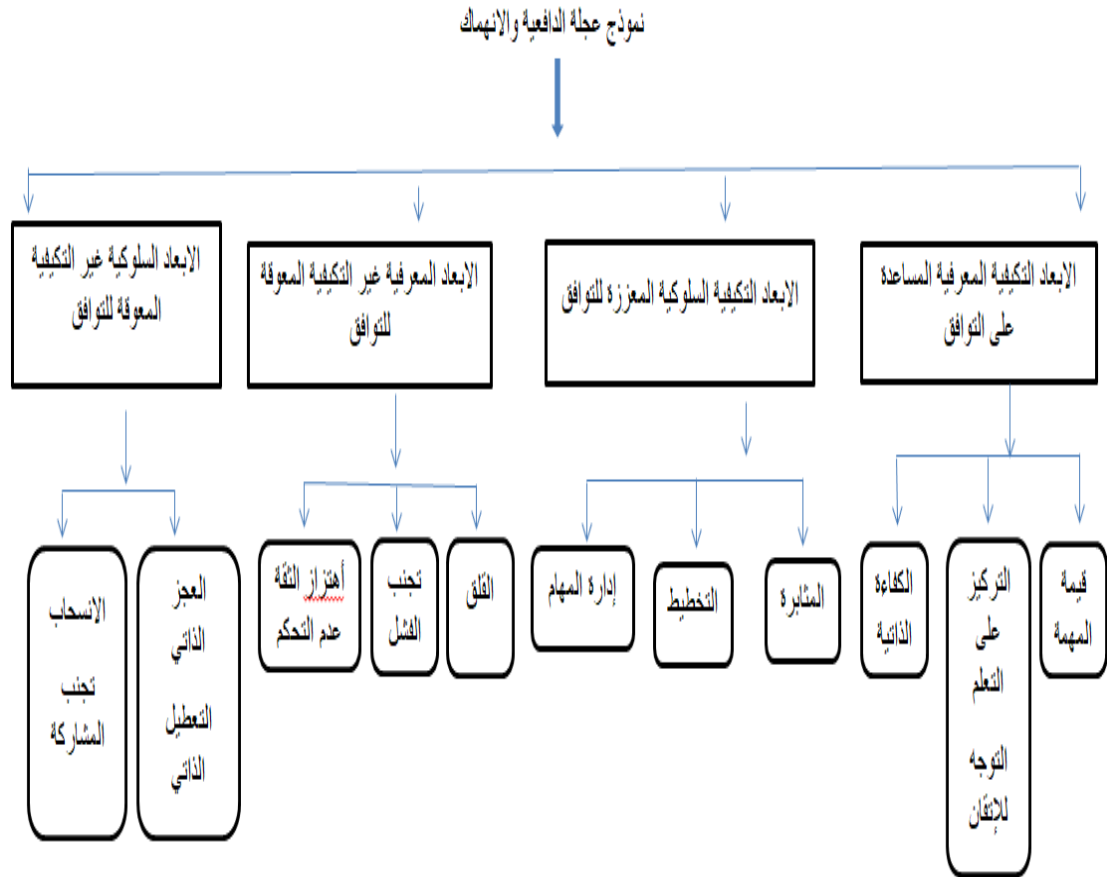 نموذج عجلة الدافعية والانهماك
الابعاد التكيفية المعرفية المساعدة
على التوافق
الابعاد التكيفية السلوكية المعززة للتوافق
الابعاد المعرفية غير التكيفية المعوقة
للتوافق
الابعاد السلوكية غير التكيفية
المعوقة للتوافق
قيمة
المهمة
التركيز
على
التعلم
التوجه
للإتقان
الكفاءة
الذاتية
المثابرة
التخطيط
إدارة المهام
القلق
تجنب
الفشل
أهتزاز الثقة
عدم التحكم
العجز
الذاتي
التعطيل
الذاتي
الانسحاب
تجنب
المشاركة